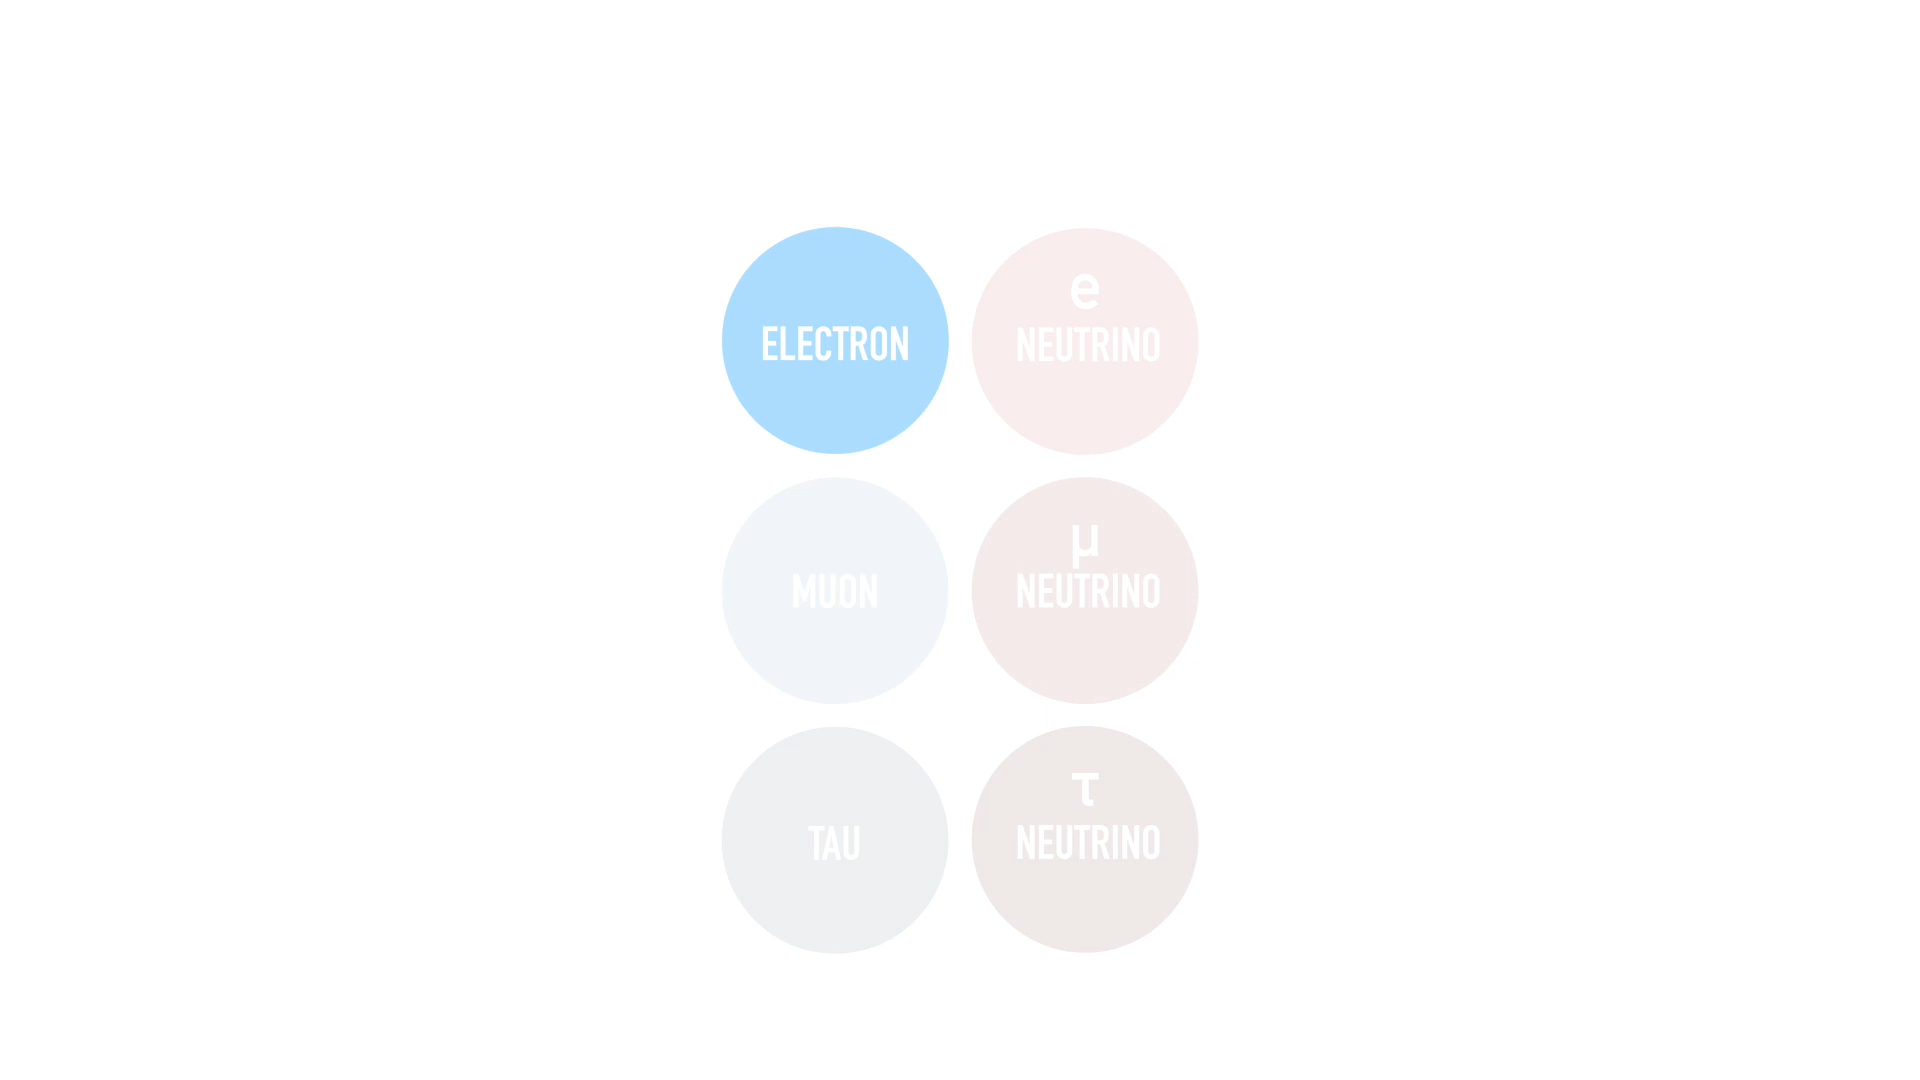 ELECTRON
e
NEUTRINO
MUON
μ
NEUTRINO
TAU
τ
NEUTRINO